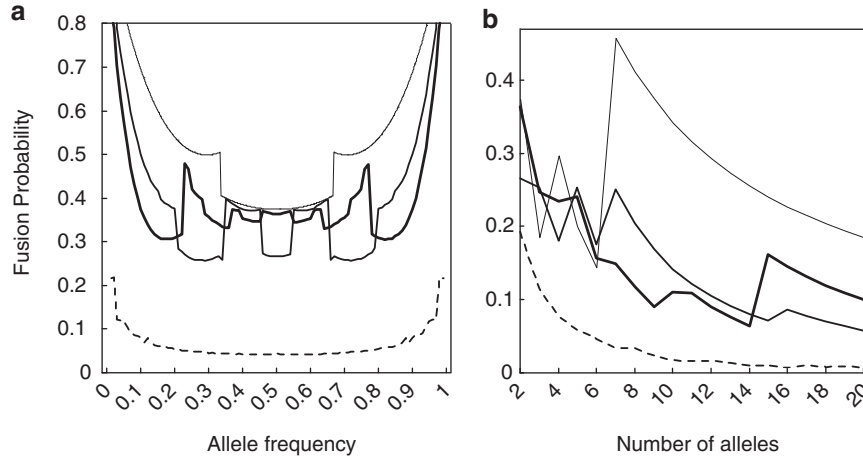 a
Fusion Probability
0.8
0.7
0.6
0.5
0.4
0.3
0.2
0.1
0
0 0.1 0.2 0.3 0.4 0.5 0.6 0.7 0.8 0.9 1
Allele frequency
b
0.4
0.3
0.2
0.1
0
2 4 6 8 10 12 14 16 18 20
Number of alleles